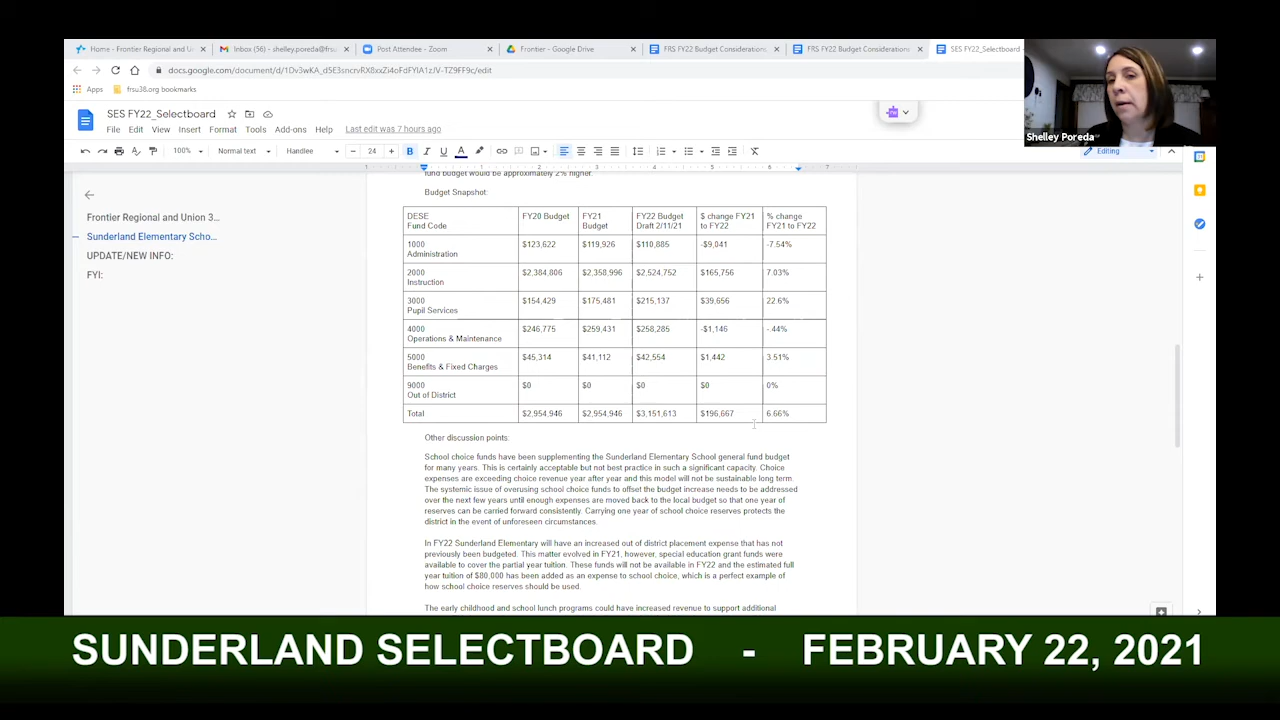 Home - Frontier Regional and U
Inbox (56) - shelley.poreda@frsu
Post Attendee - Zoom
Frontier - Google Drive
FRS FY22 Budget Considerations
FRS FY22 Budget Considerations
SES FY22_Selectboard -
Apps
frsu38.org bookmarks
SES FY22_Selectboard
File Edit View Insert Format Tools Add-ons Help Last edit was 7 hours ago
100% Normal text Handlee 24
Editing
Shelley Poreda
Frontier Regional and Union 3...
Sunderland Elementary Scho...
UPDATE/NEW INFO:
FYI:
fund budget would be approximately 2% higher.
Budget Snapshot:
DESE Fund Code FY20 Budget FY21 Budget FY22 Budget Draft 2/11/21 $ change FY21 to FY22 % change FY21 to FY22
1000 Administration $123,622 $119,926 $110,885 -$9,041 -7.54%
2000 Instruction $2,384,806 $2,358,996 $2,524,752 $165,756 7.03%
3000 Pupil Services $154,429 $175,481 $215,137 $39,656 22.6%
4000 Operations & Maintenance $246,775 $259,431 $258,285 -$1,146 -.44%
5000 Benefits & Fixed Charges $45,314 $41,112 $42,554 $1,442 3.51%
9000 Out of District $0 $0 $0 $0 0%
Total $2,954,946 $2,954,946 $3,151,613 $196,667 6.66%
Other discussion points:
School choice funds have been supplementing the Sunderland Elementary School general fund budget
for many years. This is certainly acceptable but not best practice in such a significant capacity. Choice
expenses are exceeding choice revenue year after year and this model will not be sustainable long term.
The systemic issue of overusing school choice funds to offset the budget increase needs to be addressed
over the next few years until enough expenses are moved back to the local budget so that one year of
reserves can be carried forward consistently. Carrying one year of school choice reserves protects the
district in the event of unforeseen circumstances.
In FY22 Sunderland Elementary will have an increased out of district placement expense that has not
previously been budgeted. This matter evolved in FY21, however, special education grant funds were
available to cover the partial year tuition. These funds will not be available in FY22 and the estimated full
year tuition of $80,000 has been added as an expense to school choice, which is a perfect example of
how school choice reserves should be used.
The early childhood and school lunch programs could have increased revenue to support additional
SUNDERLAND SELECTBOARD - FEBRUARY 22, 2021